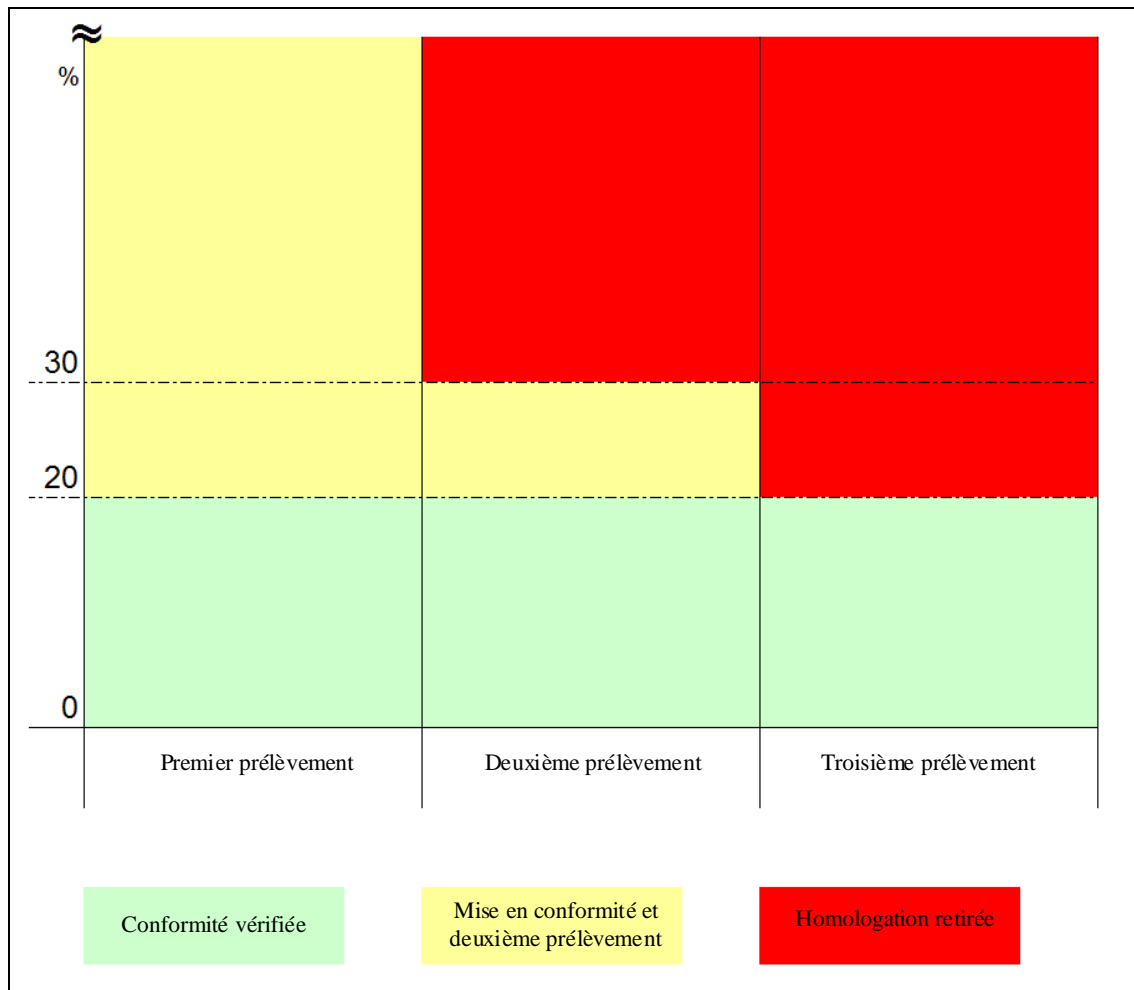 %
30
20
0
Premier prélèvement
Deuxième prélèvement
Troisième prélèvement
Conformité vérifiée
Mise en conformité et
deuxième prélèvement
Homologation retirée